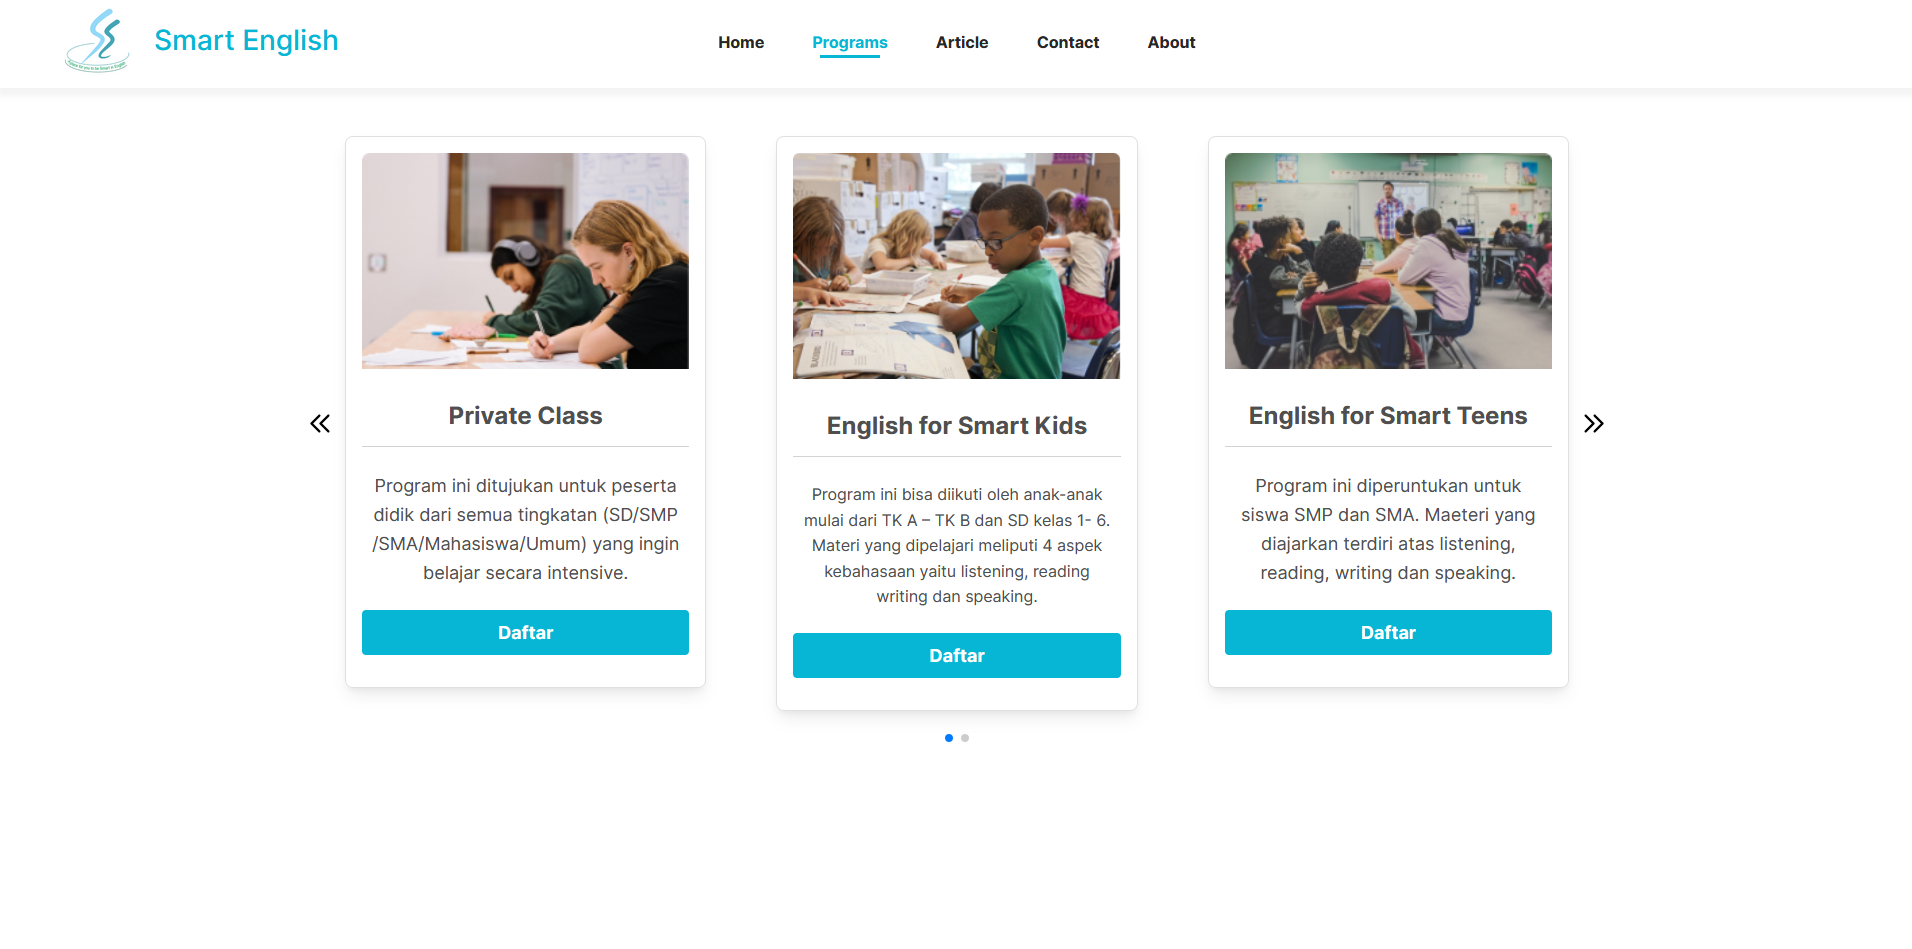 Smart English
Home
Programs
Article
Contact
About
Private Class
Program ini ditujukan untuk peserta
didik dari semua tingkatan (SD/SMP
/SMA/Mahasiswa/Umum) yang ingin
belajar secara intensive.
Daftar
English for Smart Kids
Program ini bisa diikuti oleh anak-anak
mulai dari TK A – TK B dan SD kelas 1- 6.
Materi yang dipelajari meliputi 4 aspek
kebahasaan yaitu listening, reading
writing dan speaking.
Daftar
English for Smart Teens
Program ini diperuntukan untuk
siswa SMP dan SMA. Maeteri yang
diajarkan terdiri atas listening,
reading, writing dan speaking.
Daftar